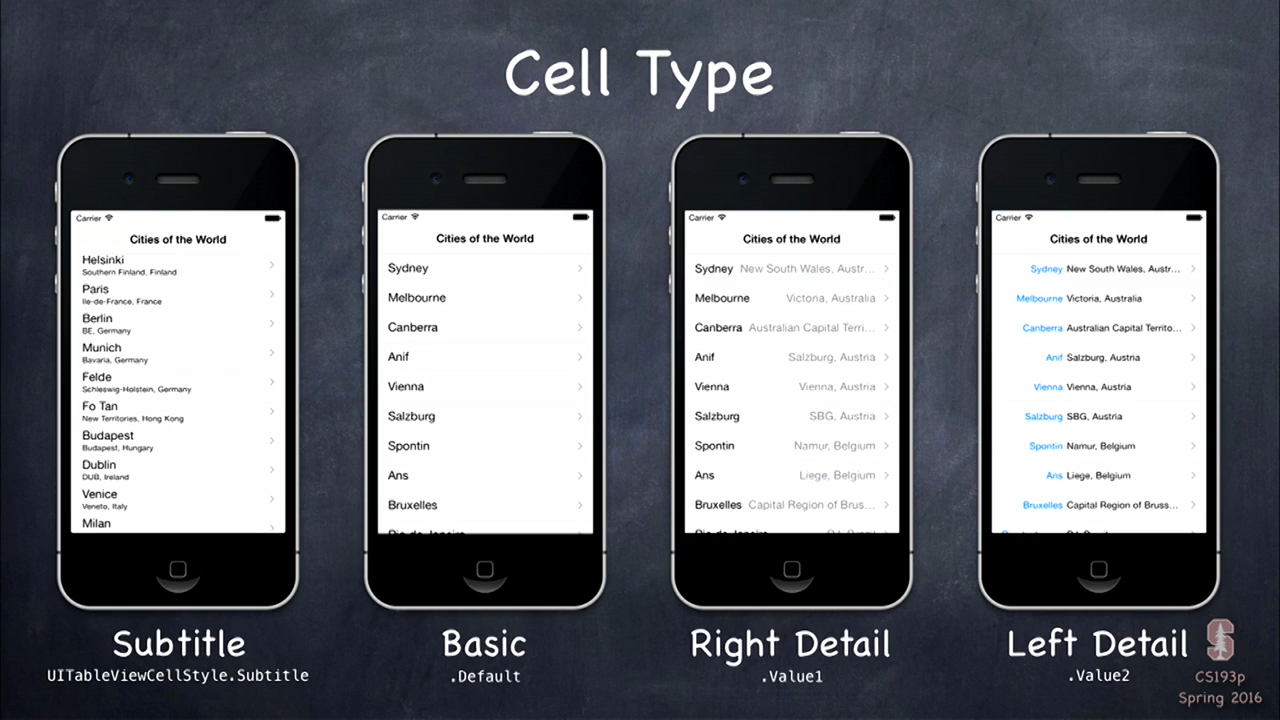 Cell Type
Carrier
Cities of the World
Helsinki
Southern Finland, Finland
Paris
Ile-de-France, France
Berlin
BE, Germany
Munich
Bavaria, Germany
Felde
Schleswig-Holstein, Germany
Fo Tan
New Territories, Hong Kong
Budapest
Budapest, Hungary
Dublin
DUB, Ireland
Venice
Veneto, Italy
Milan
Subtitle
UITableViewCellStyle.Subtitle
Carrier
Cities of the World
Sydney
Melbourne
Canberra
Anif
Vienna
Salzburg
Spontin
Ans
Bruxelles
Basic
.Default
Carrier
Cities of the World
Sydney New South Wales, Austr...
Melbourne Victoria, Australia
Canberra Australian Capital Terri...
Anif Salzburg, Austria
Vienna Vienna, Austria
Salzburg SBG, Austria
Spontin Namur, Belgium
Ans Liege, Belgium
Bruxelles Capital Region of Brus...
Right Detail
.Value1
Carrier
Cities of the World
Sydney New South Wales, Austr...
Melbourne Victoria, Australia
Canberra Australian Capital Territo...
Anif Salzburg, Austria
Vienna Vienna, Austria
Salzburg SBG, Austria
Spontin Namur, Belgium
Ans Liege, Belgium
Bruxelles Capital Region of Bruss...
Left Detail
.Value2
S
CS193p
Spring 2016